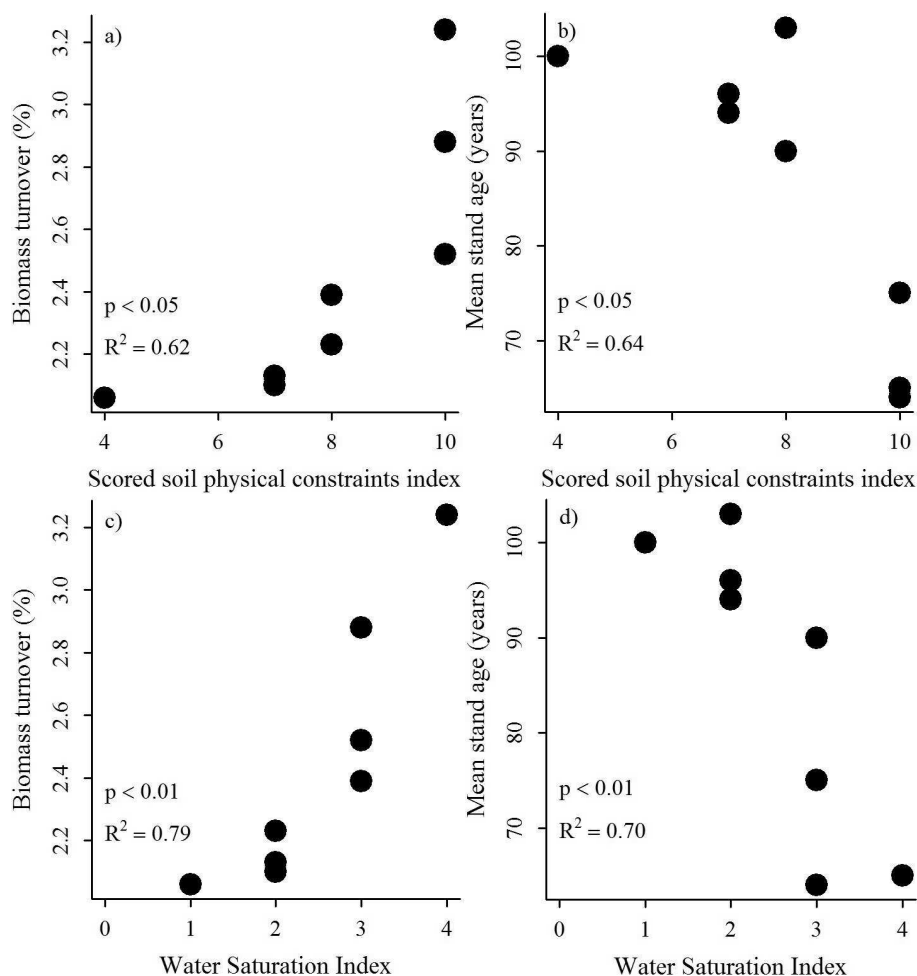 a)
Biomass turnover (%)
3.2
3.0
2.8
2.6
2.4
2.2
p < 0.05
R² = 0.62
4 6 8 10
Scored soil physical constraints index
b)
Mean stand age (years)
100
90
80
70
p < 0.05
R² = 0.64
4 6 8 10
Scored soil physical constraints index
c)
Biomass turnover (%)
3.2
3.0
2.8
2.6
2.4
2.2
p < 0.01
R² = 0.79
0 1 2 3 4
Water Saturation Index
d)
Mean stand age (years)
100
90
80
70
p < 0.01
R² = 0.70
0 1 2 3 4
Water Saturation Index